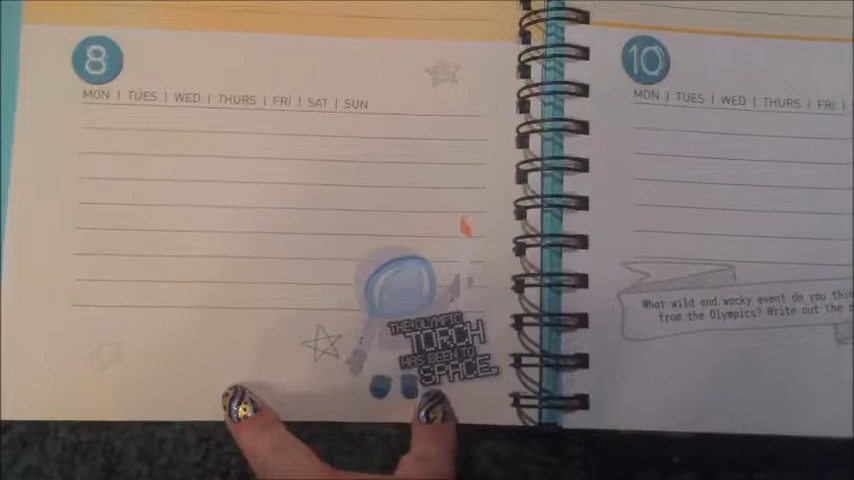 8
MON | TUES | WED | THURS | FRI | SAT | SUN
THE OLYMPIC
TORCH
HAS BEEN TO
SPACE.
10
MON | TUES | WED | THURS | FRI |
What wild and wacky event do you thin
from the Olympics? Write out the